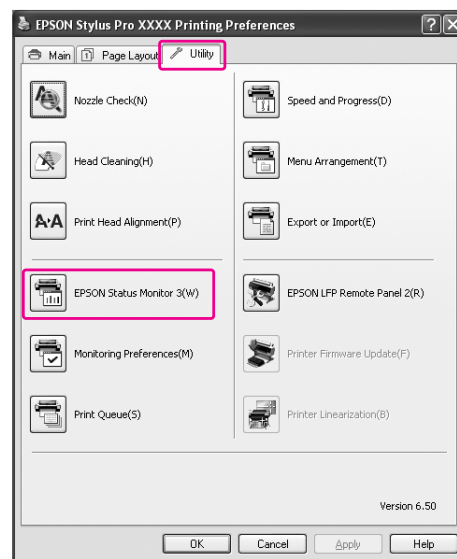 EPSON Stylus Pro XXXX Printing Preferences
Main
Page Layout
Utility
Nozzle Check(N)
Speed and Progress(D)
Head Cleaning(H)
Menu Arrangement(T)
A·A
Print Head Alignment(P)
Export or Import(E)
EPSON Status Monitor 3(W)
EPSON LFP Remote Panel 2(R)
Monitoring Preferences(M)
Printer Firmware Update(F)
Print Queue(S)
Printer Linearization(B)
Version 6.50
OK
Cancel
Apply
Help